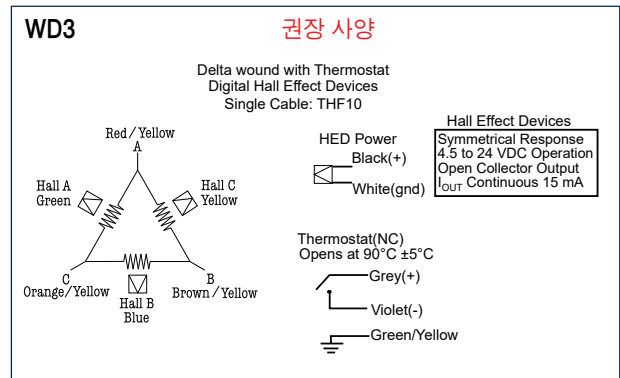 WD3
권장 사양
Delta wound with Thermostat
Digital Hall Effect Devices
Single Cable: THF10
Red/Yellow
A
Hall A
Green
Hall C
Yellow
C
Orange/Yellow
B
Brown/Yellow
Hall B
Blue
HED Power
Black(+)
White(gnd)
Hall Effect Devices
Symmetrical Response
4.5 to 24 VDC Operation
Open Collector Output
IOUT Continuous 15 mA
Thermostat(NC)
Opens at 90°C ±5°C
Grey(+)
Violet(-)
Green/Yellow